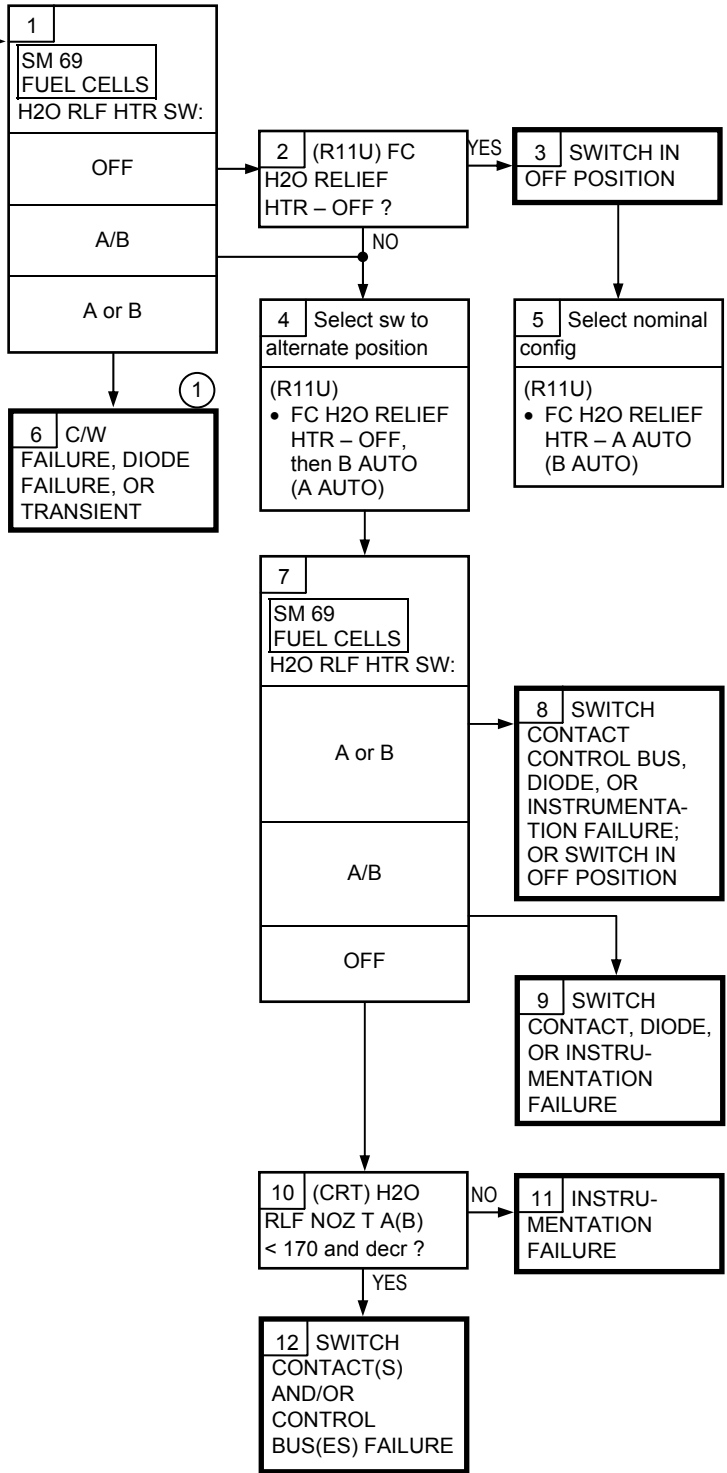 1
SM 69
FUEL CELLS
H2O RLF HTR SW:
OFF
A/B
A or B
2 (R11U) FC
H2O RELIEF
HTR – OFF ?
YES
NO
3 SWITCH IN
OFF POSITION
4 Select sw to
alternate position
(R11U)
• FC H2O RELIEF
HTR – OFF,
then B AUTO
(A AUTO)
5 Select nominal
config
(R11U)
• FC H2O RELIEF
HTR – A AUTO
(B AUTO)
1
6 C/W
FAILURE, DIODE
FAILURE, OR
TRANSIENT
7
SM 69
FUEL CELLS
H2O RLF HTR SW:
A or B
A/B
OFF
8 SWITCH
CONTACT
CONTROL BUS,
DIODE, OR
INSTRUMENTA-
TION FAILURE;
OR SWITCH IN
OFF POSITION
9 SWITCH
CONTACT, DIODE,
OR INSTRU-
MENTATION
FAILURE
10 (CRT) H2O
RLF NOZ T A(B)
< 170 and decr ?
NO
YES
11 INSTRU-
MENTATION
FAILURE
12 SWITCH
CONTACT(S)
AND/OR
CONTROL
BUS(ES) FAILURE